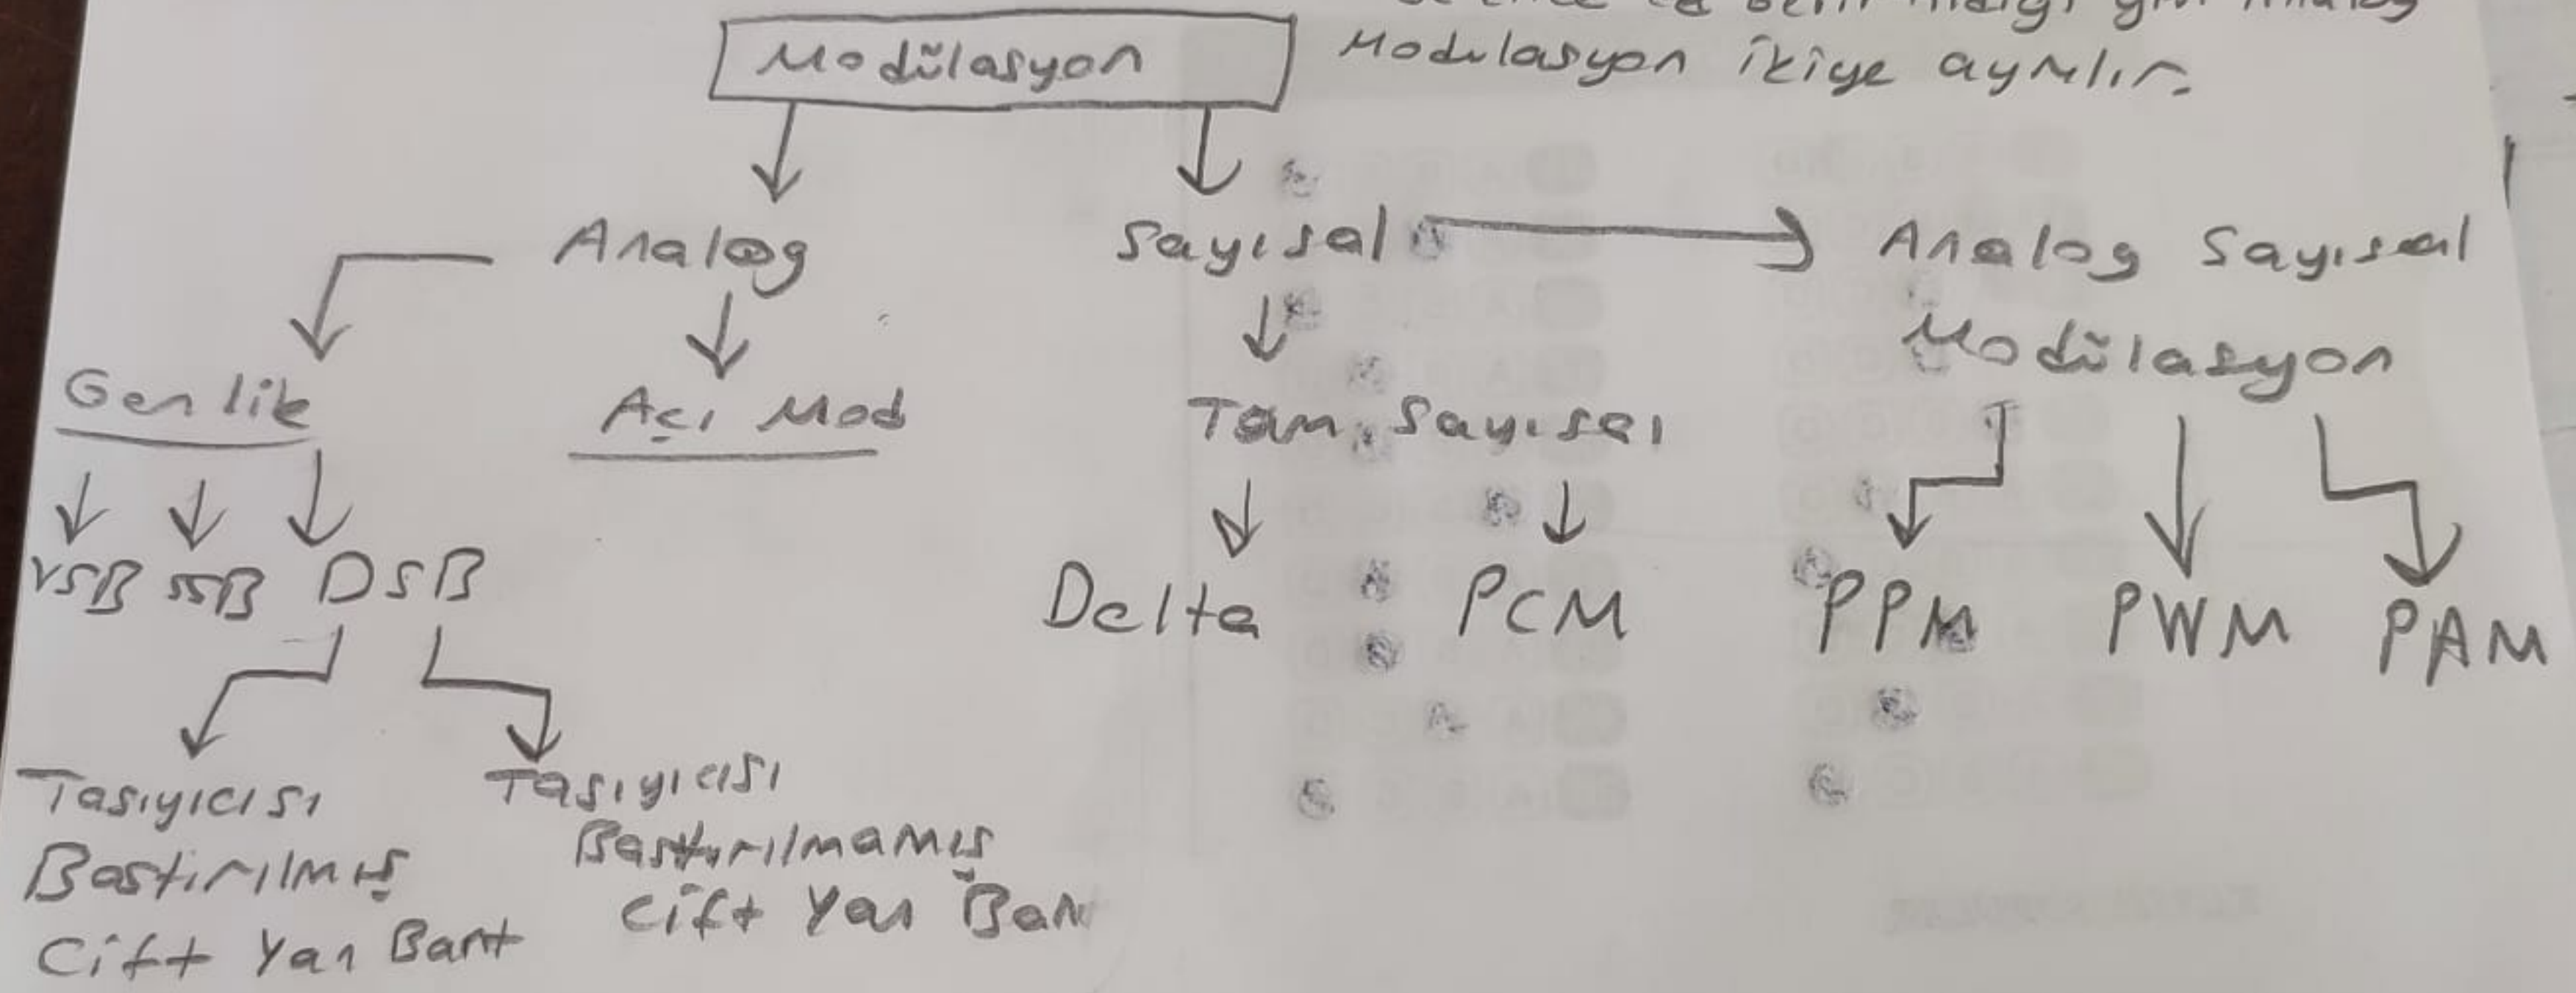 Analog
Modülasyon
Modulasyon ikiye ayrılır.
Analog
Sayısal
Analog Sayısal
Modülasyon
Genlik
Açı Mod
Tam Sayısal
VSB SSB DSB
Delta
PCM
PPM
PWM
PAM
Tasıyıcısı
Bastırılmış
Cift Yan Bant
Tasıyıcısı
Bastırılmamış
Cift Yan Ban